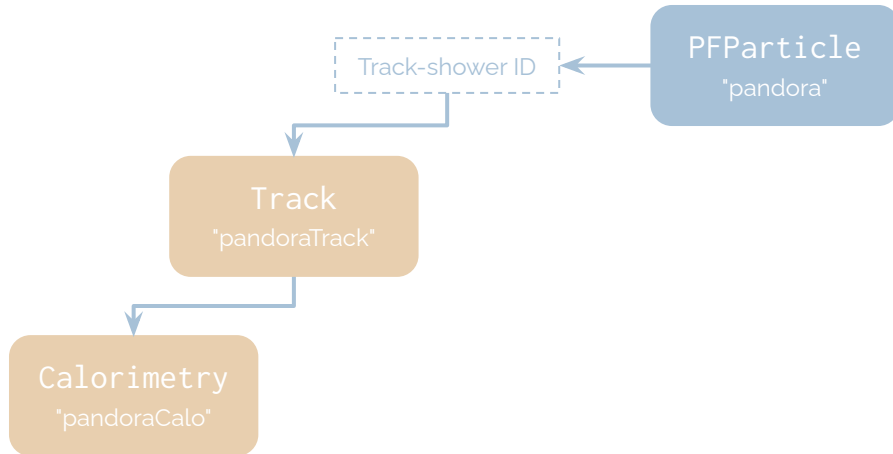 PFParticle
"pandora"
Track-shower ID
Track
"pandoraTrack"
Calorimetry
"pandoraCalo"